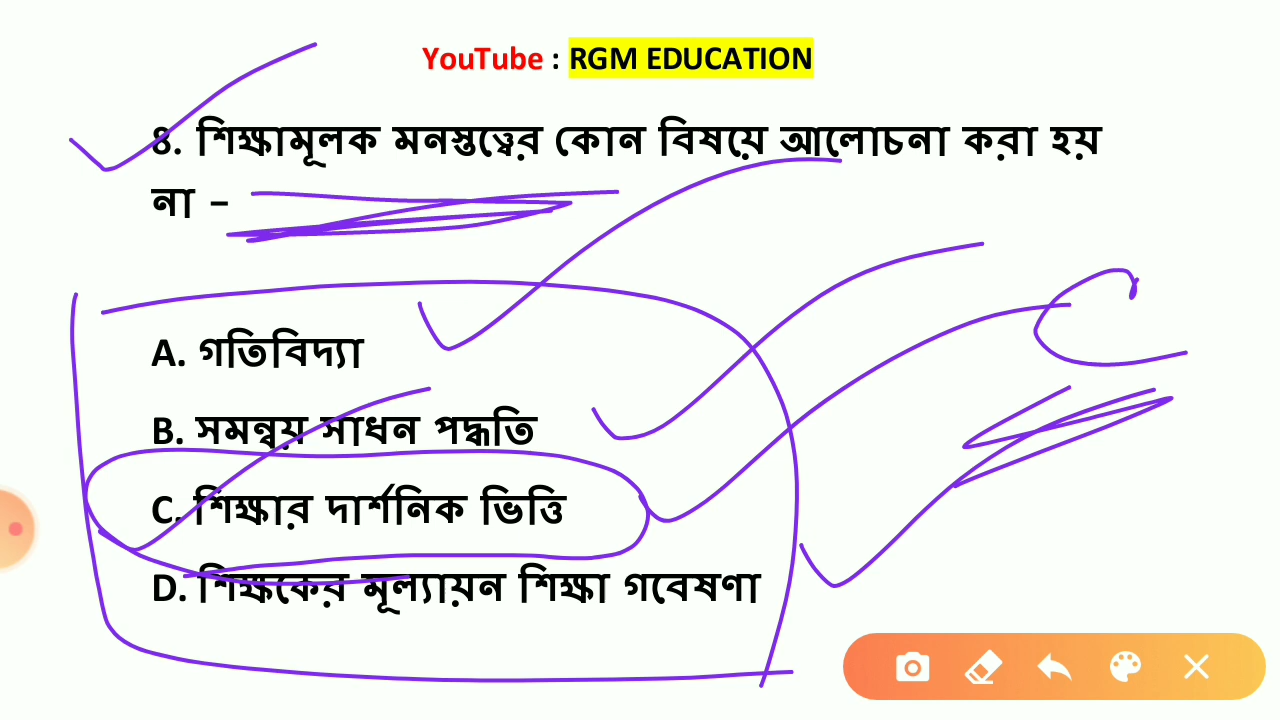 YouTube : RGM EDUCATION
8. শিক্ষামূলক মনস্তত্ত্বের কোন বিষয়ে আলোচনা করা হয়
না –
A. গতিবিদ্যা
B. সমন্বয় সাধন পদ্ধতি
C. শিক্ষার দার্শনিক ভিত্তি
D. শিক্ষকের মূল্যায়ন শিক্ষা গবেষণা
C